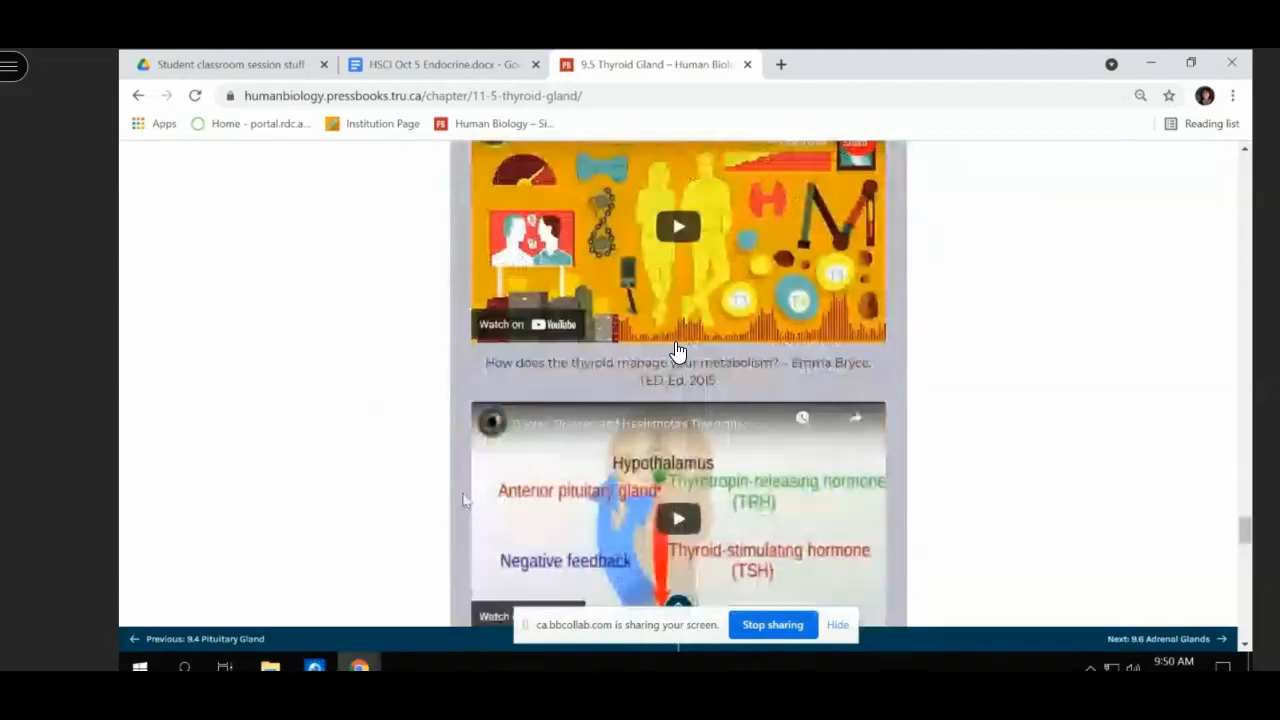 Student classroom session stuff
HSCI Oct 5 Endocrine.docx - Go
9.5 Thyroid Gland – Human Biol
humanbiology.pressbooks.tru.ca/chapter/11-5-thyroid-gland/
Apps
Home - portal.rdc.a...
Institution Page
Human Biology – Si...
Reading list
Watch on YouTube
How does the thyroid manage your metabolism? – Emma Bryce,
TED-Ed, 2015
Hypothalamus
Thyrotropin-releasing hormone
(TRH)
Anterior pituitary gland
Thyroid-stimulating hormone
(TSH)
Negative feedback
Watch
ca.bbcollab.com is sharing your screen.
Stop sharing
Hide
Previous: 9.4 Pituitary Gland
Next: 9.6 Adrenal Glands
9:50 AM